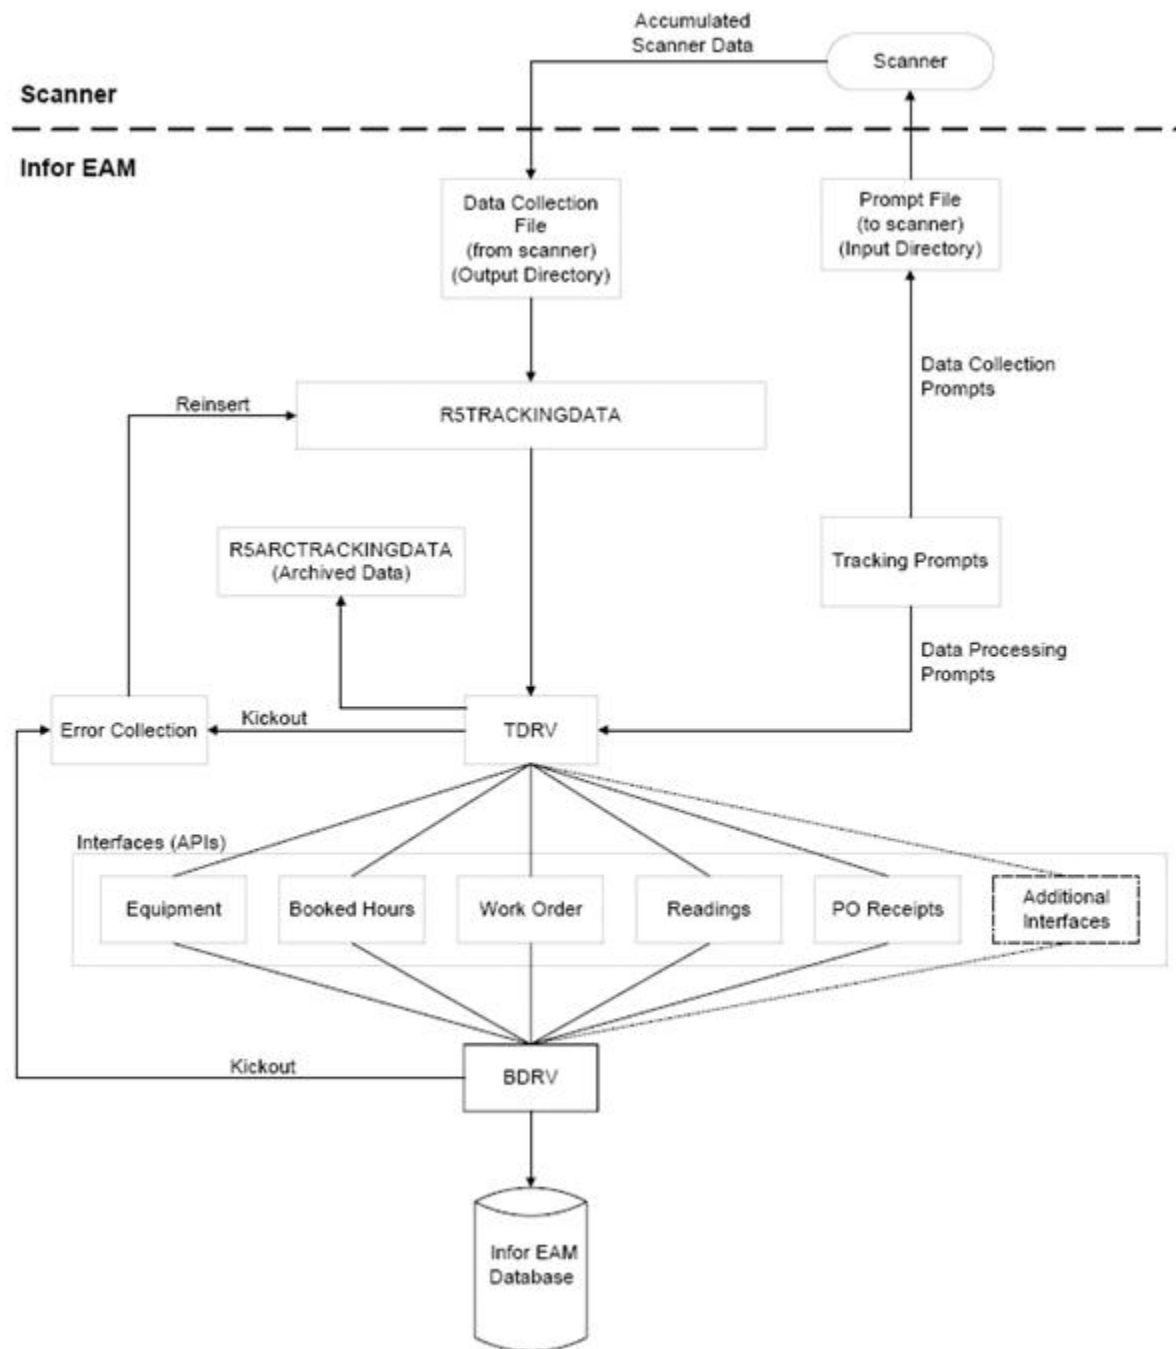 Accumulated
Scanner Data
Scanner
Scanner
Infor EAM
Data Collection
File
(from scanner)
(Output Directory)
Prompt File
(to scanner)
(Input Directory)
Data Collection
Prompts
Reinsert
R5TRACKINGDATA
R5ARCTRACKINGDATA
(Archived Data)
Tracking Prompts
Data Processing
Prompts
Error Collection
Kickout
TDRV
Interfaces (APIs)
Equipment
Booked Hours
Work Order
Readings
PO Receipts
Additional
Interfaces
Kickout
BDRV
Infor EAM
Database